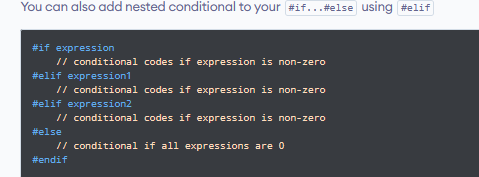 You can also add nested conditional to your #if...#else using #elif
#if expression
    // conditional codes if expression is non-zero
#elif expression1
    // conditional codes if expression is non-zero
#elif expression2
    // conditional codes if expression is non-zero
#else
    // conditional if all expressions are 0
#endif